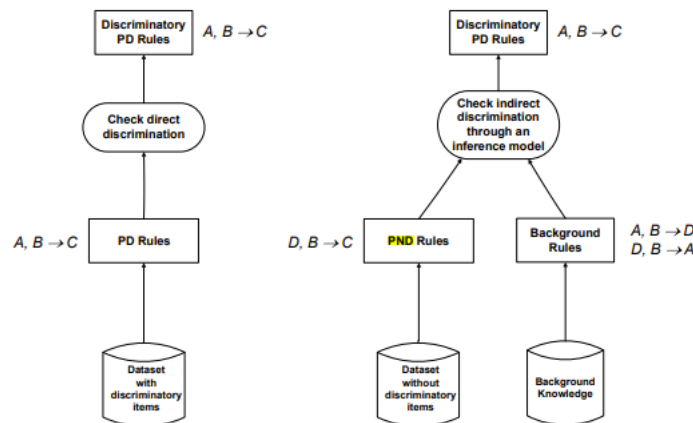 Discriminatory
PD Rules
A, B → C
Check direct
discrimination
A, B → C
PD Rules
Dataset
with
discriminatory
items
Discriminatory
PD Rules
A, B → C
Check indirect
discrimination
through an
inference model
D, B → C
PND Rules
Background
Rules
A, B → D
D, B → A
Dataset
without
discriminatory
items
Background
Knowledge